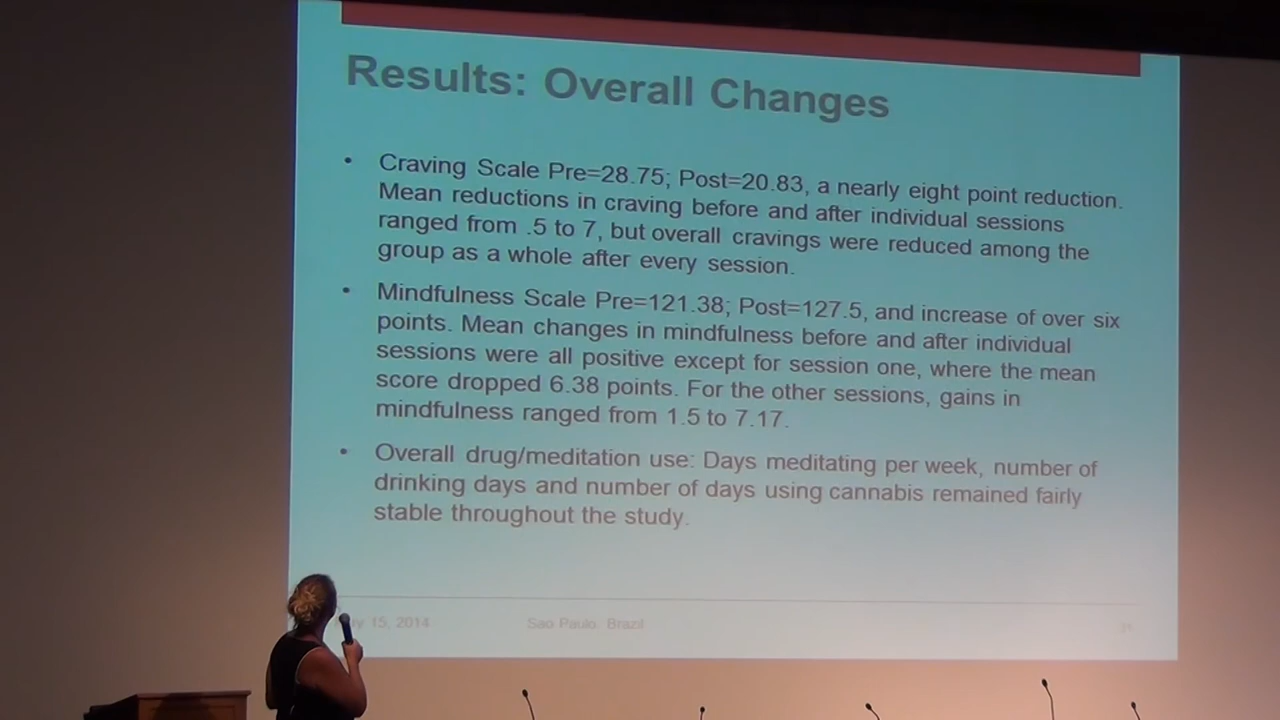 Results: Overall Changes
• Craving Scale Pre=28.75; Post=20.83, a nearly eight point reduction.
Mean reductions in craving before and after individual sessions
ranged from .5 to 7, but overall cravings were reduced among the
group as a whole after every session.
• Mindfulness Scale Pre=121.38; Post=127.5, and increase of over six
points. Mean changes in mindfulness before and after individual
sessions were all positive except for session one, where the mean
score dropped 6.38 points. For the other sessions, gains in
mindfulness ranged from 1.5 to 7.17.
• Overall drug/meditation use: Days meditating per week, number of
drinking days and number of days using cannabis remained fairly
stable throughout the study.
15, 2014
Sao Paulo, Brazil